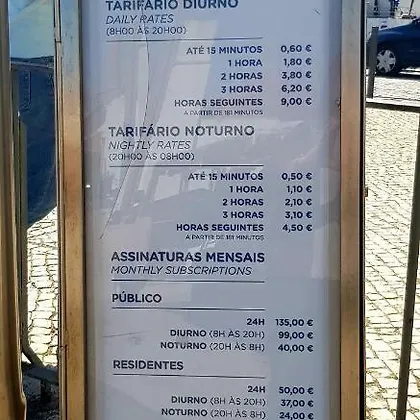 TARIFÁRIO DIURNO
DAILY RATES
(8H00 ÀS 20H00)
ATÉ 15 MINUTOS 0,60 €
1 HORA 1,80 €
2 HORAS 3,80 €
3 HORAS 6,20 €
HORAS SEGUINTES 9,00 €
A PARTIR DE 181 MINUTOS
TARIFÁRIO NOTURNO
NIGHTLY RATES
(20H00 ÀS 08H00)
ATÉ 15 MINUTOS 0,50 €
1 HORA 1,10 €
2 HORAS 2,10 €
3 HORAS 3,10 €
HORAS SEGUINTES 4,50 €
A PARTIR DE 181 MINUTOS
ASSINATURAS MENSAIS
MONTHLY SUBSCRIPTIONS
PÚBLICO
24H 135,00 €
DIURNO (8H ÀS 20H) 99,00 €
NOTURNO (20H ÀS 8H) 40,00 €
RESIDENTES
24H 50,00 €
DIURNO (8H ÀS 20H) 37,00 €
NOTURNO (20H ÀS 8H) 24,00 €